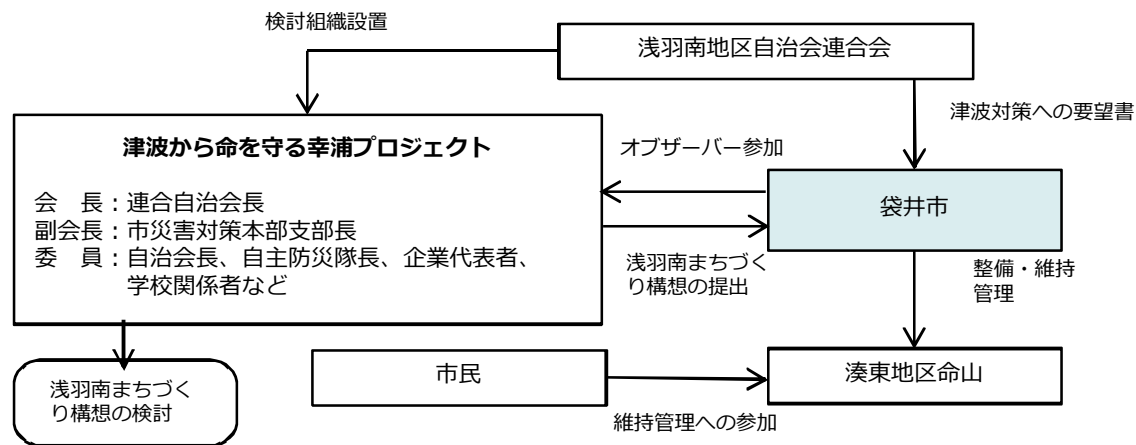 検討組織設置
浅羽南地区自治会連合会
津波対策への要望書
津波から命を守る幸浦プロジェクト
会　長：連合自治会長
副会長：市災害対策本部支部長
委　員：自治会長、自主防災隊長、企業代表者、
学校関係者など
オブザーバー参加
袋井市
浅羽南まちづく
り構想の提出
整備・維持
管理
浅羽南まちづく
り構想の検討
市民
維持管理への参加
湊東地区命山